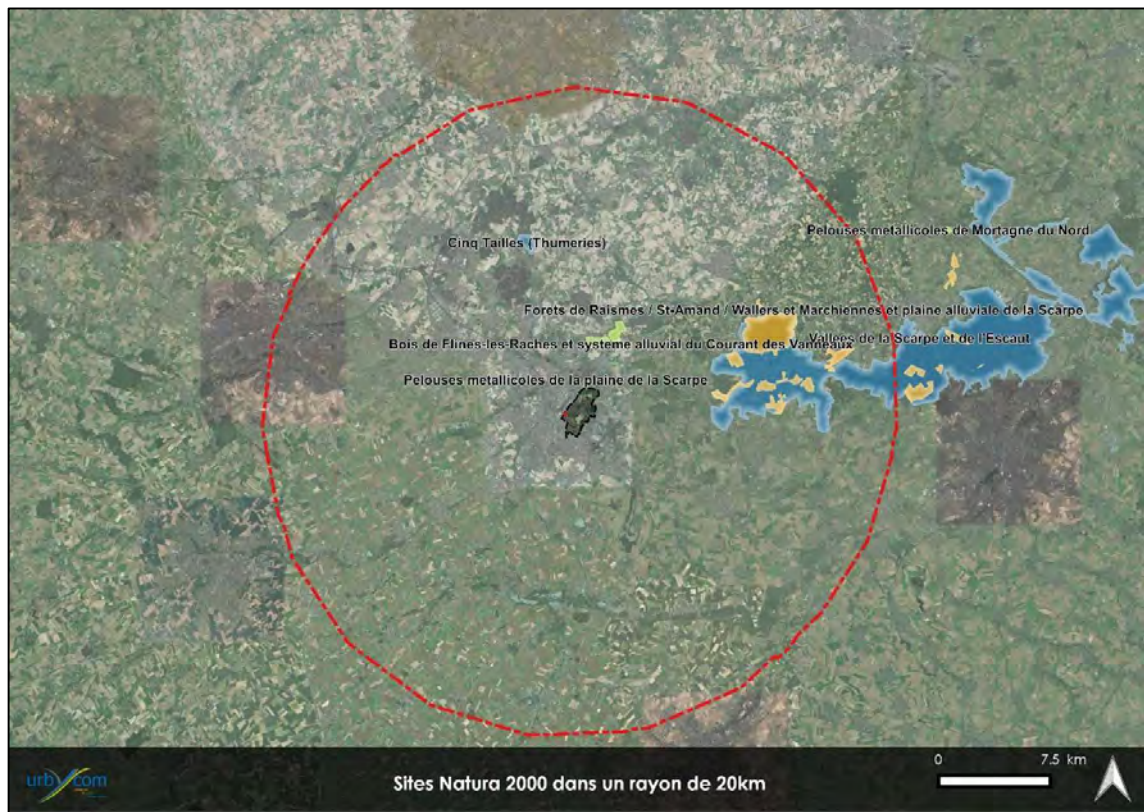 Pelouses metallicoles de Mortagne du Nord
Cinq Tailles (Thumeries)
Forets de Raismes / St-Amand / Wallers et Marchiennes et plaine alluviale de la Scarpe
Vallees de la Scarpe et de l'Escaut
Bois de Flines-les-Raches et systeme alluvial du Courant des Vanneaux
Pelouses metallicoles de la plaine de la Scarpe
urbycom
Sites Natura 2000 dans un rayon de 20km
0 7.5 km